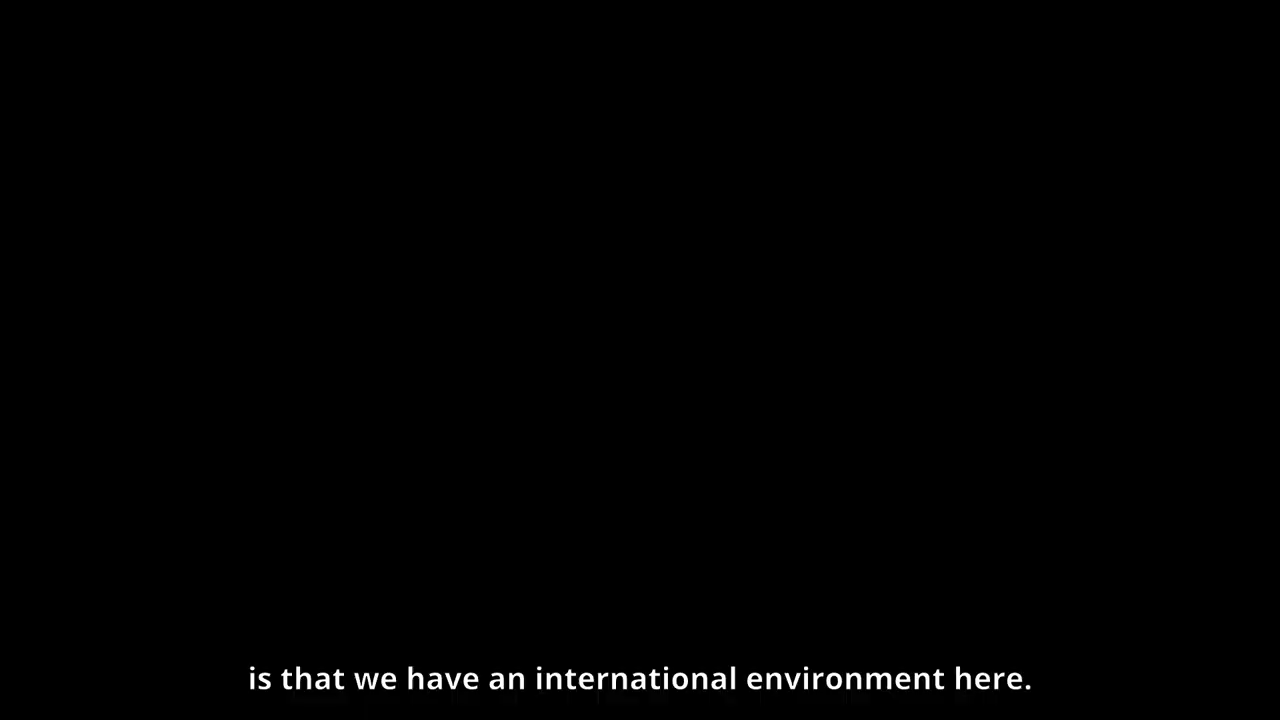 is that we have an international environment here.